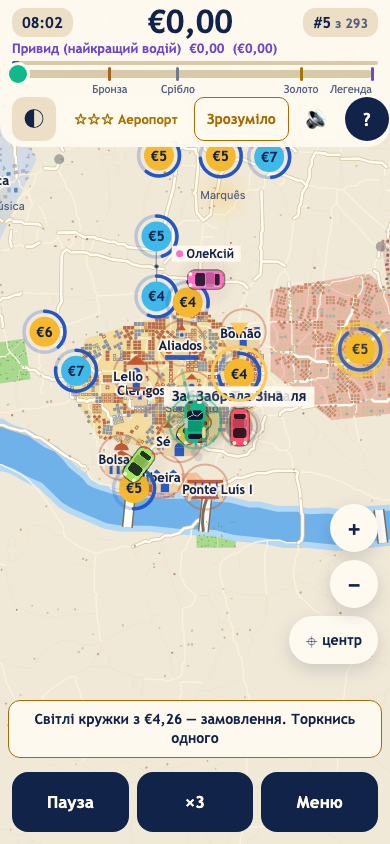 08:02
€0,00
#5 з 293
Привид (найкращий водій) €0,00 (€0,00)
Бронза
Срібло
Золото
Легенда
☆☆☆ Аеропорт
Зрозуміло
?
€5
€5
€7
Marquês
úsica
€5
ОлеКсій
€4
€4
€6
Bolhão
Aliados
€5
€7
Lello
€4
Clérigos
Sé
Bolsa
€5
Ponte Luís I
+
−
центр
Світлі кружки з €4,26 — замовлення. Торкнись
одного
Пауза
×3
Меню